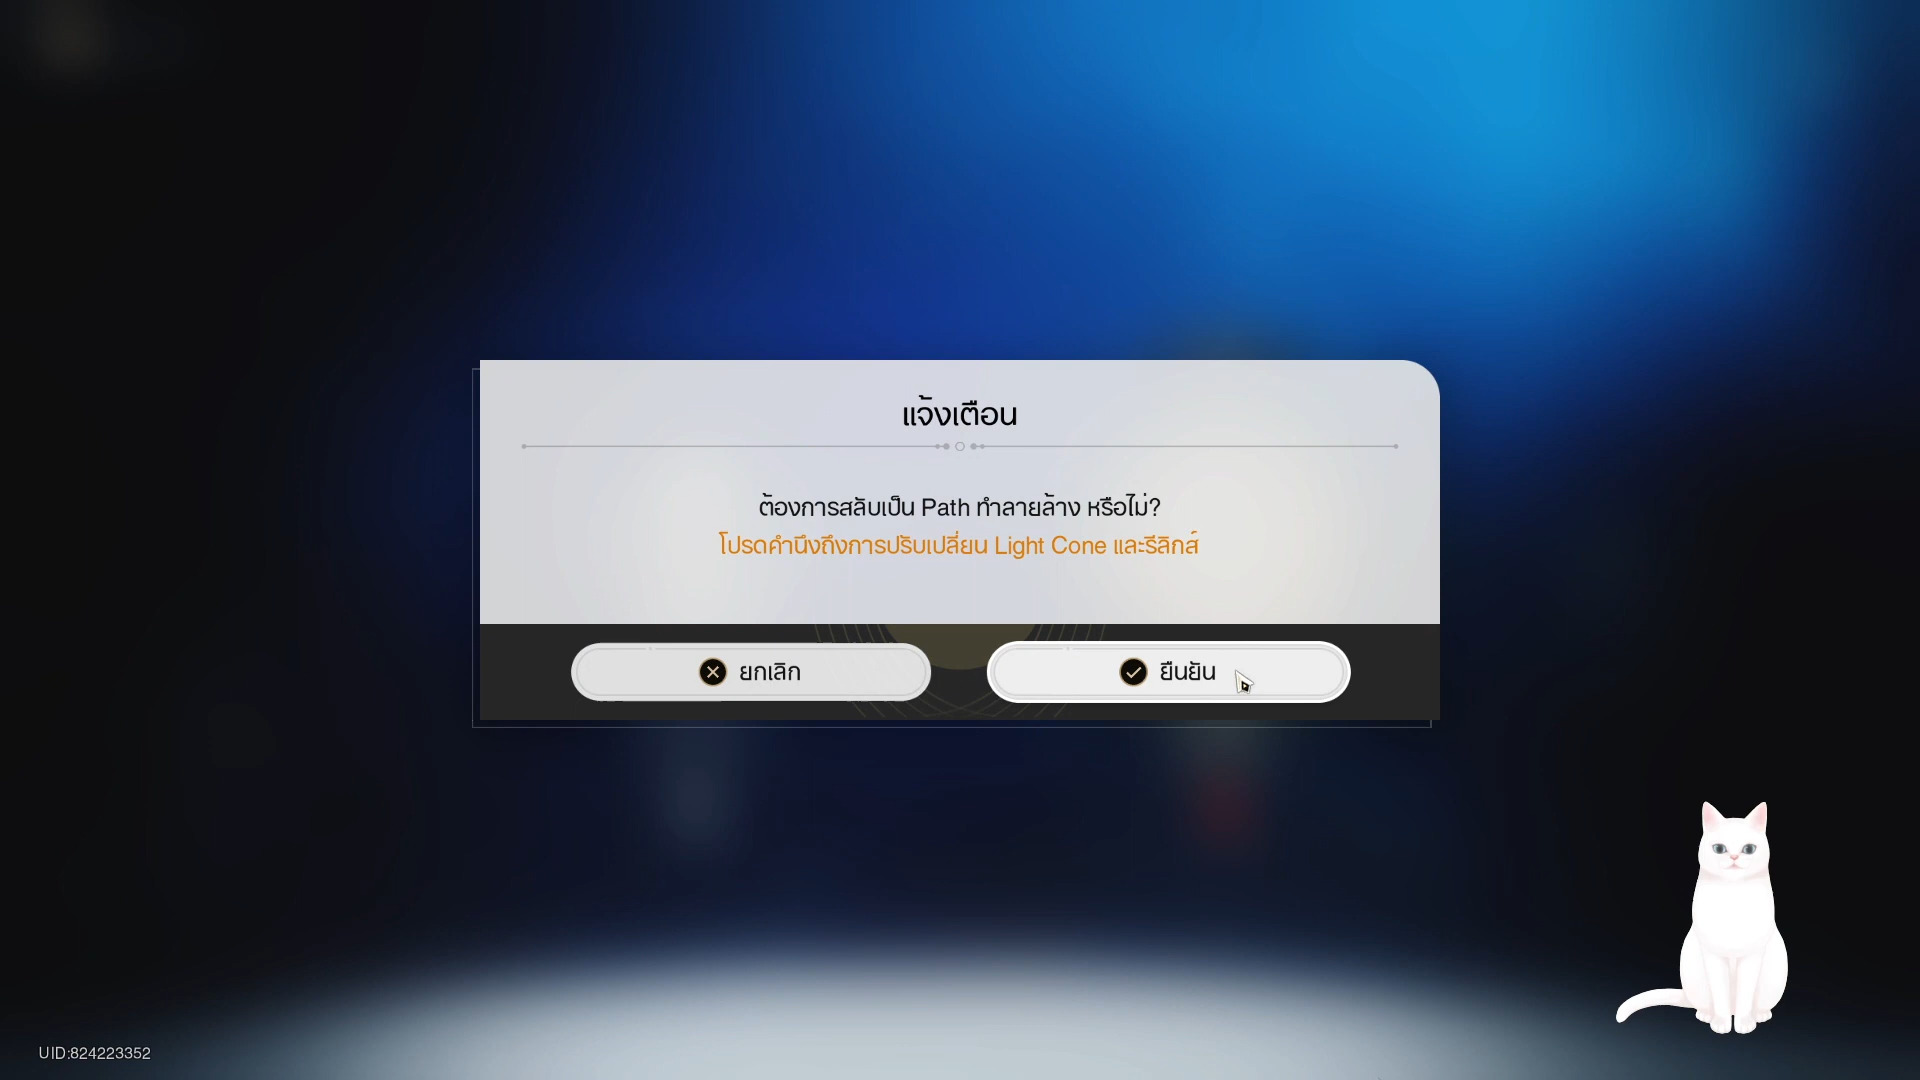 แจ้งเตือน
ต้องการสลับเป็น Path ทำลายล้าง หรือไม่?
โปรดคำนึงถึงการปรับเปลี่ยน Light Cone และรีลิกส์
ยกเลิก
ยืนยัน
UID:824223352